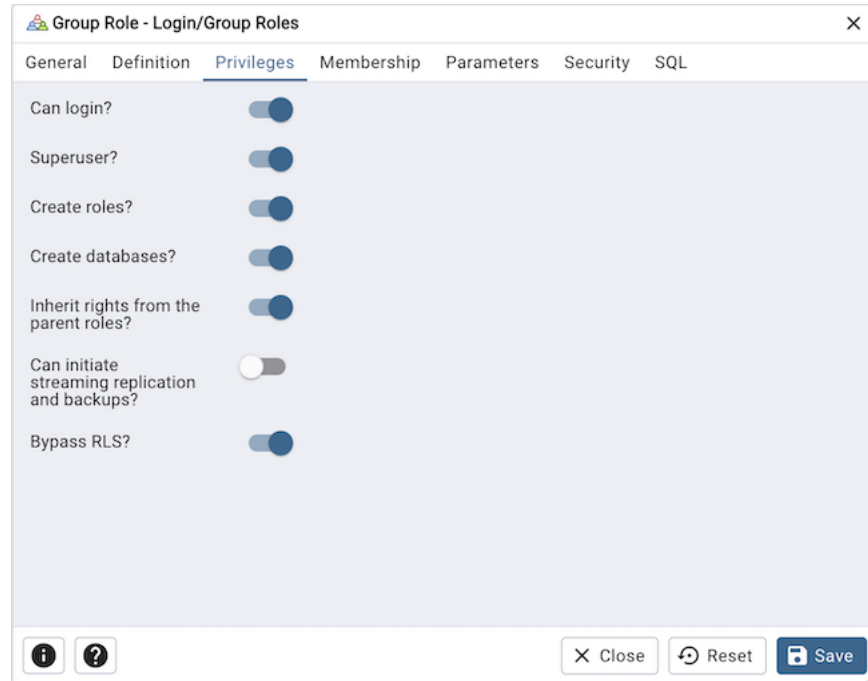 Group Role - Login/Group Roles
General Definition Privileges Membership Parameters Security SQL
Can login?
Superuser?
Create roles?
Create databases?
Inherit rights from the
parent roles?
Can initiate
streaming replication
and backups?
Bypass RLS?
Close Reset Save